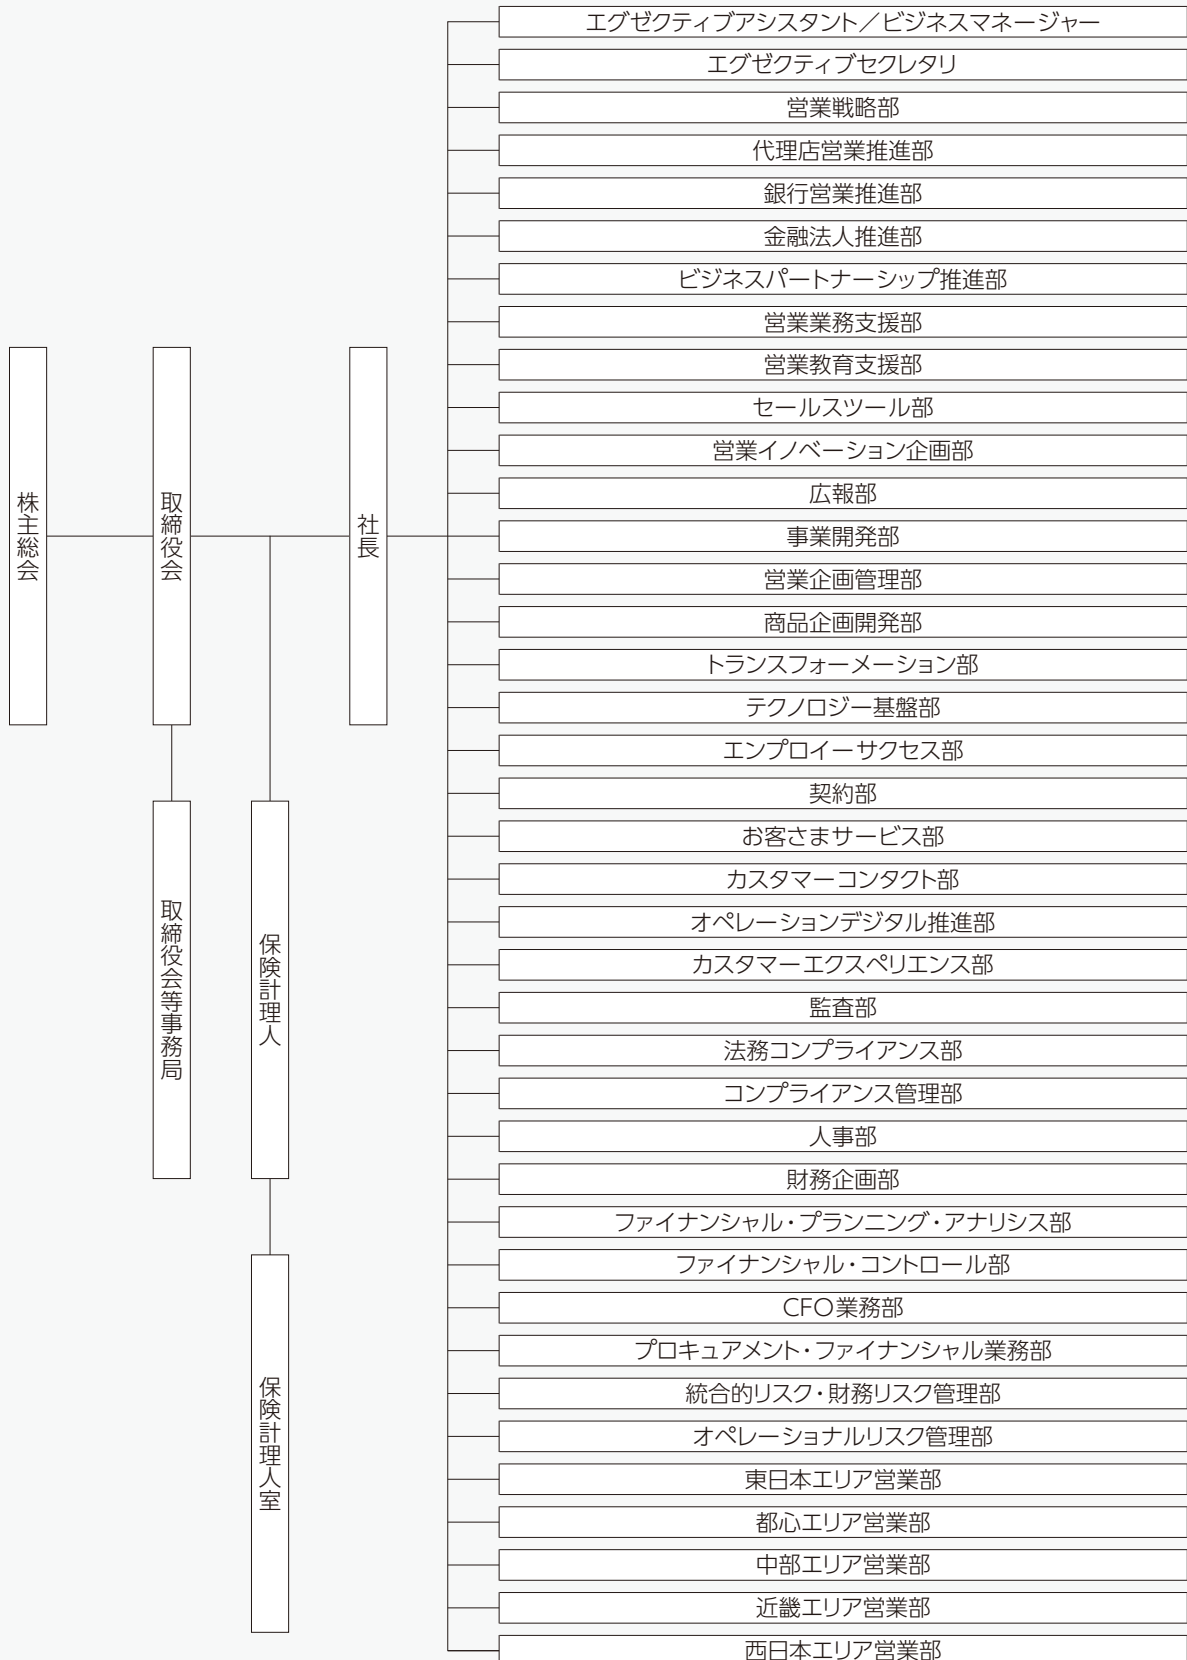 株主総会
取締役会
取締役会等事務局
保険計理人
保険計理人室
社長
エグゼクティブアシスタント／ビジネスマネージャー
エグゼクティブセクレタリ
営業戦略部
代理店営業推進部
銀行営業推進部
金融法人推進部
ビジネスパートナーシップ推進部
営業業務支援部
営業教育支援部
セールスツール部
営業イノベーション企画部
広報部
事業開発部
営業企画管理部
商品企画開発部
トランスフォーメーション部
テクノロジー基盤部
エンプロイーサクセス部
契約部
お客さまサービス部
カスタマーコンタクト部
オペレーションデジタル推進部
カスタマーエクスペリエンス部
監査部
法務コンプライアンス部
コンプライアンス管理部
人事部
財務企画部
ファイナンシャル・プランニング・アナリシス部
ファイナンシャル・コントロール部
CFO業務部
プロキュアメント・ファイナンシャル業務部
統合的リスク・財務リスク管理部
オペレーショナルリスク管理部
東日本エリア営業部
都心エリア営業部
中部エリア営業部
近畿エリア営業部
西日本エリア営業部